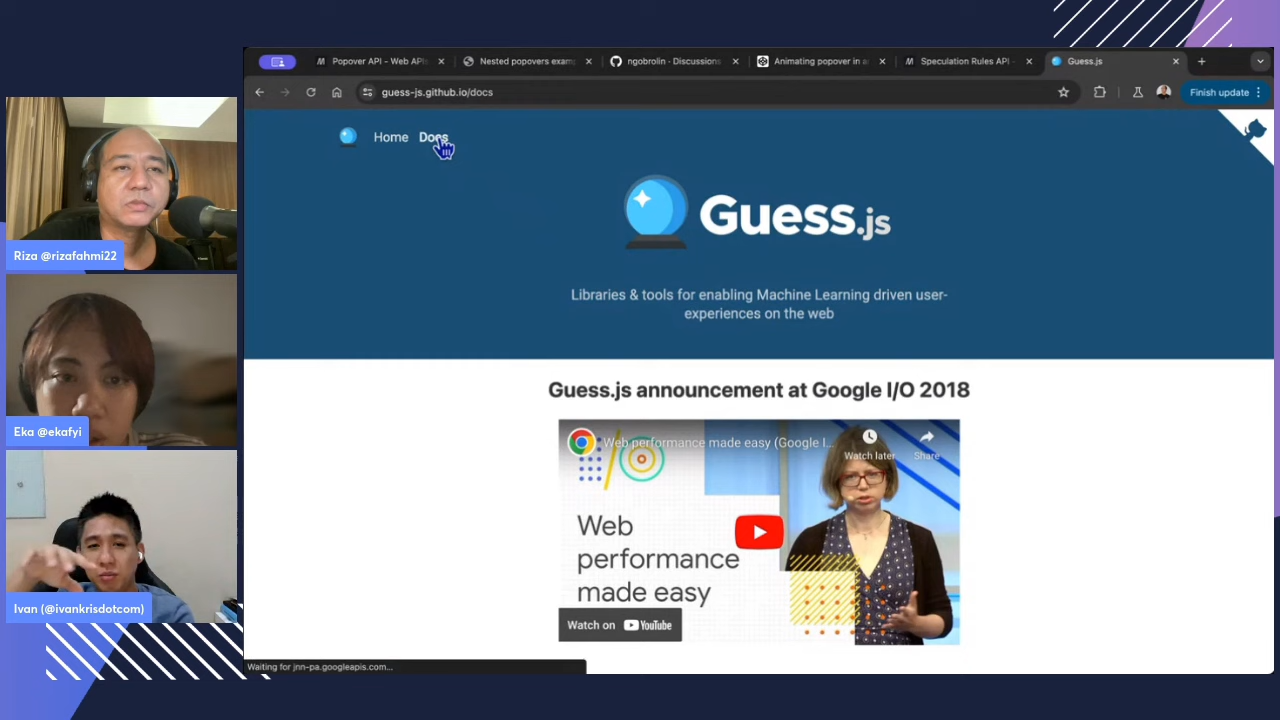 Popover API - Web APIs
Nested popovers examp
ngobrolin · Discussions
Animating popover in a
Speculation Rules API -
Guess.js
guess-js.github.io/docs
Finish update
Home
Docs
Guess.js
Libraries & tools for enabling Machine Learning driven user-
experiences on the web
Guess.js announcement at Google I/O 2018
Web performance made easy (Google I...
Watch later
Share
Web
performance
made easy
Watch on YouTube
Waiting for jnn-pa.googleapis.com...
Riza @rizafahmi22
Eka @ekafyi
Ivan (@ivankrisdotcom)